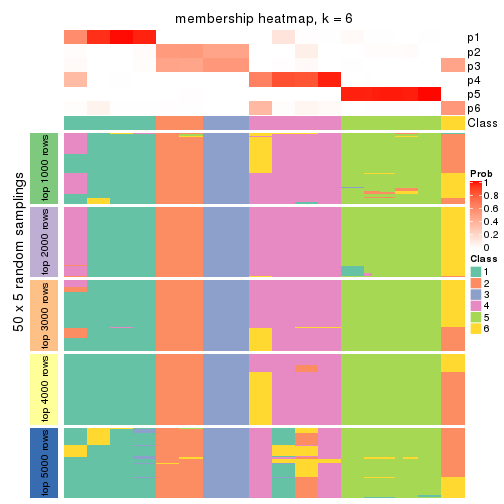 membership heatmap, k = 6
p1
p2
p3
p4
p5
p6
Class
50 x 5 random samplings
top 1000 rows
top 2000 rows
top 3000 rows
top 4000 rows
top 5000 rows
Prob
1
0.8
0.6
0.4
0.2
0
Class
1
2
3
4
5
6